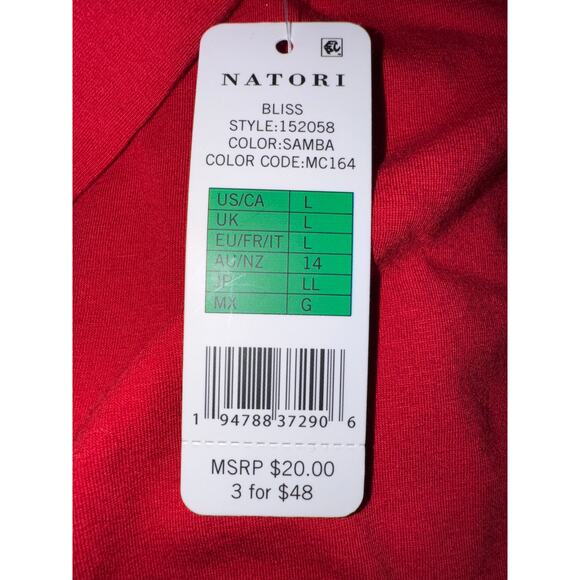 NATORI
BLISS
STYLE:152058
COLOR:SAMBA
COLOR CODE:MC164
US/CA L
UK L
EU/FR/IT L
AU/NZ 14
JP LL
MX G
1 94788 37290 6
MSRP $20.00
3 for $48